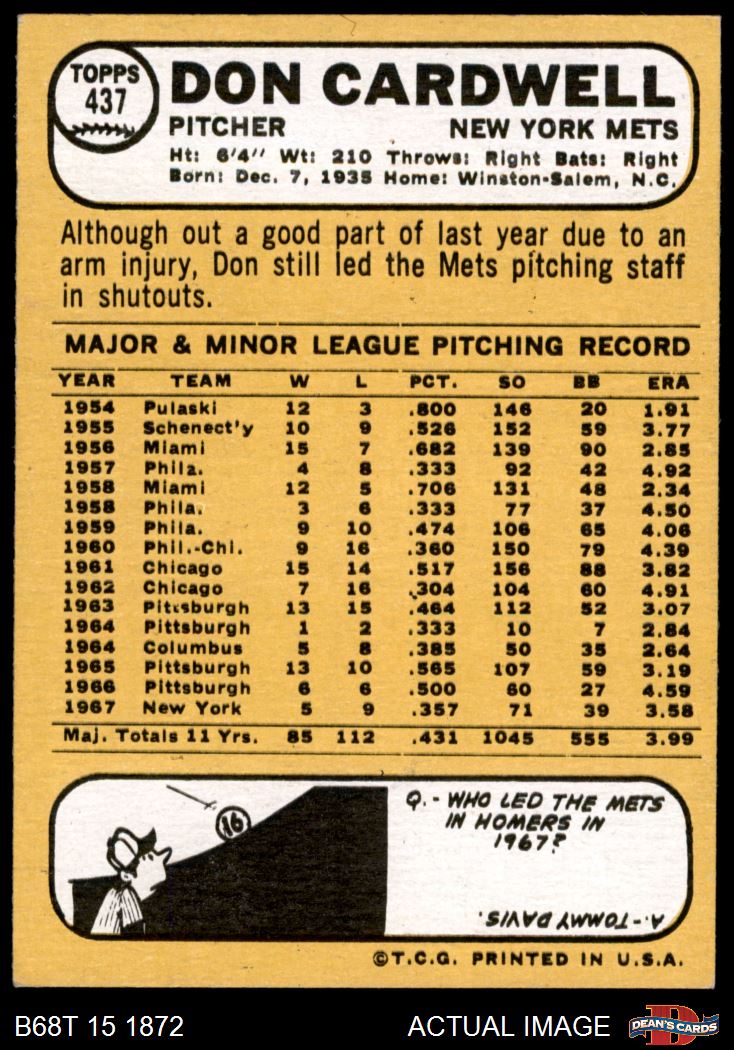 TOPPS
437
DON CARDWELL
PITCHER NEW YORK METS
Ht: 6'4" Wt: 210 Throws: Right Bats: Right
Born: Dec. 7, 1935 Home: Winston-Salem, N.C.
Although out a good part of last year due to an
arm injury, Don still led the Mets pitching staff
in shutouts.
MAJOR & MINOR LEAGUE PITCHING RECORD
YEAR TEAM W L PCT. SO BB ERA
1954 Pulaski 12 3 .800 146 20 1.91
1955 Schenect'y 10 9 .526 152 59 3.77
1956 Miami 15 7 .682 139 90 2.85
1957 Phila. 4 8 .333 92 42 4.92
1958 Miami 12 5 .706 131 48 2.34
1958 Phila. 3 6 .333 77 37 4.50
1959 Phila. 9 10 .474 106 65 4.06
1960 Phil.-Chi. 9 16 .360 150 79 4.39
1961 Chicago 15 14 .517 156 88 3.82
1962 Chicago 7 16 .304 104 60 4.91
1963 Pittsburgh 13 15 .464 112 52 3.07
1964 Pittsburgh 1 2 .333 10 7 2.84
1964 Columbus 5 8 .385 50 35 2.64
1965 Pittsburgh 13 10 .565 107 59 3.19
1966 Pittsburgh 6 6 .500 60 27 4.59
1967 New York 5 9 .357 71 39 3.58
Maj. Totals 11 Yrs. 85 112 .431 1045 555 3.99
16
Q.- WHO LED THE METS
IN HOMERS IN
1967?
A.- TOMMY DAVIS.
©T.C.G. PRINTED IN U.S.A.
B68T 15 1872 ACTUAL IMAGE
D
DEAN'S CARDS